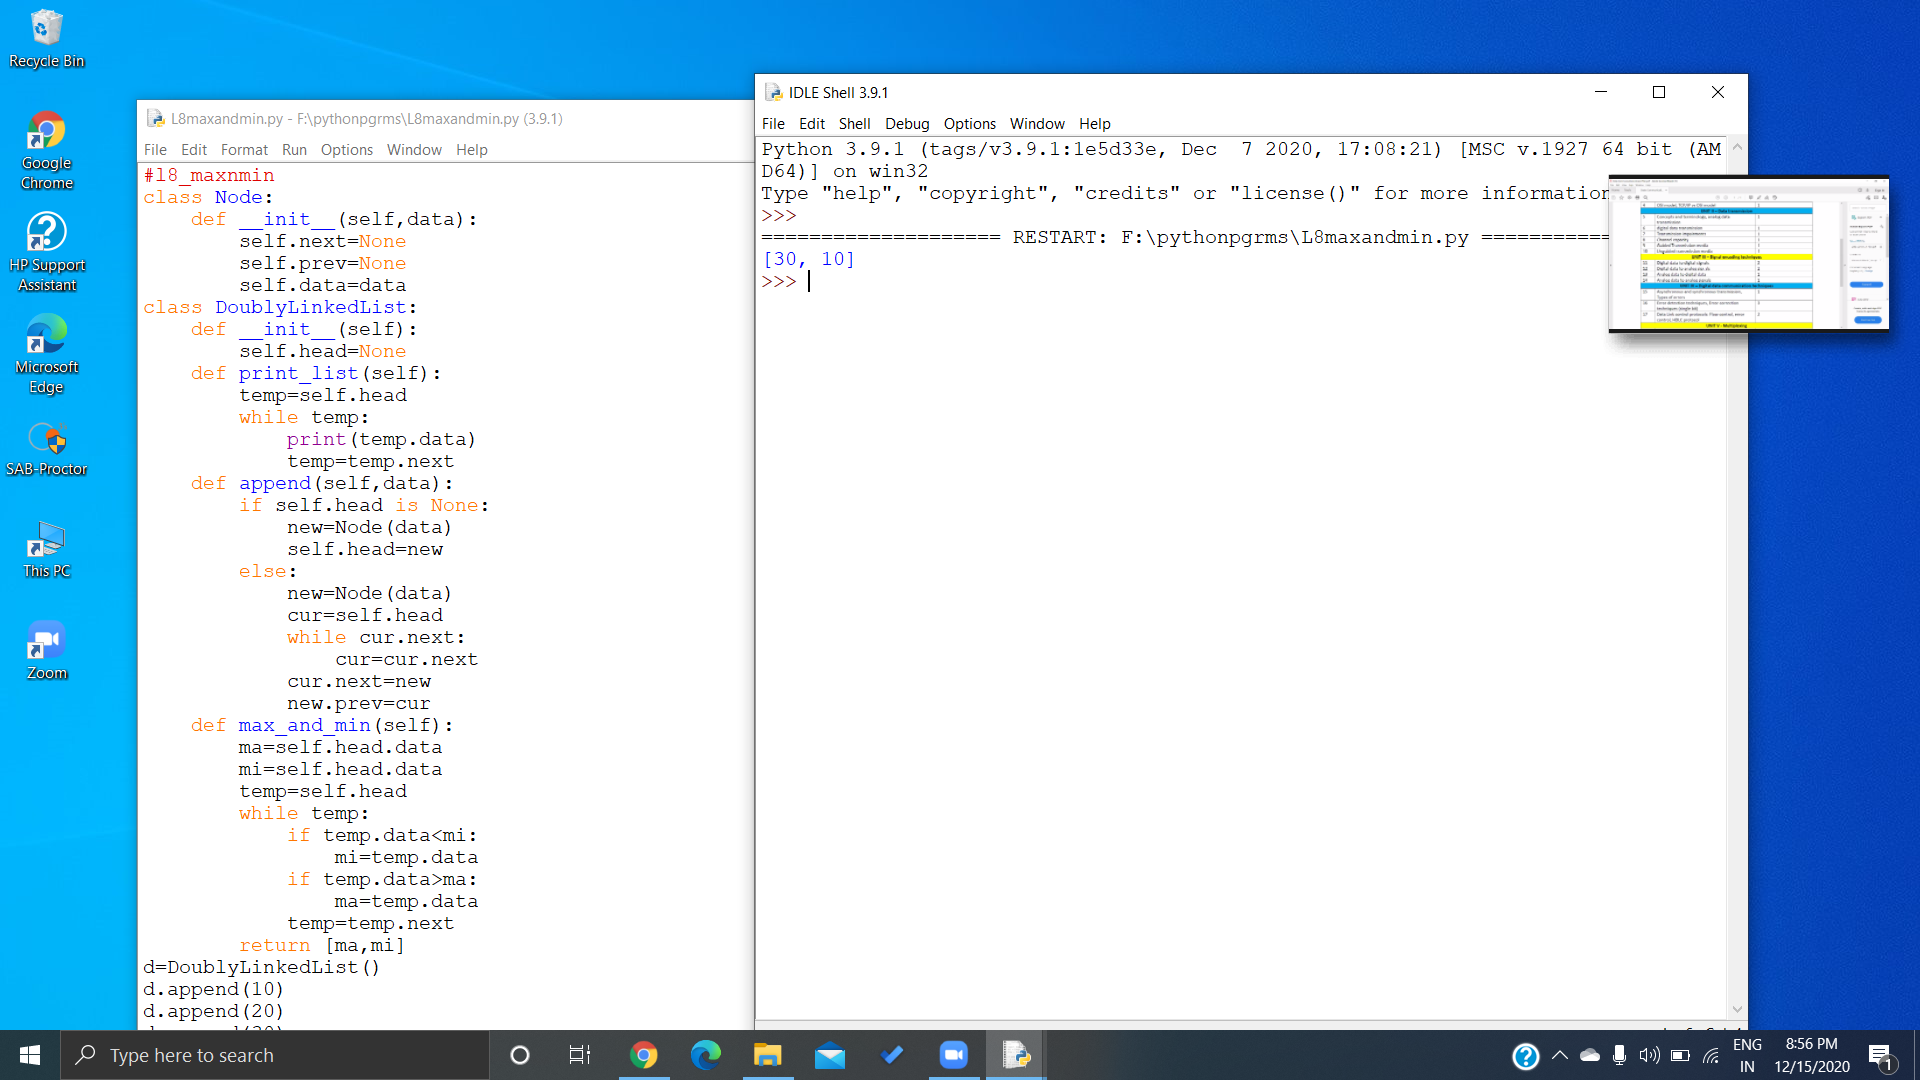 Recycle Bin
Google
Chrome
HP Support
Assistant
Microsoft
Edge
SAB-Proctor
This PC
Zoom
L8maxandmin.py - F:\pythonpgrms\L8maxandmin.py (3.9.1)
File Edit Format Run Options Window Help
#l8_maxnmin
class Node:
    def __init__(self,data):
        self.next=None
        self.prev=None
        self.data=data
class DoublyLinkedList:
    def __init__(self):
        self.head=None
    def print_list(self):
        temp=self.head
        while temp:
            print(temp.data)
            temp=temp.next
    def append(self,data):
        if self.head is None:
            new=Node(data)
            self.head=new
        else:
            new=Node(data)
            cur=self.head
            while cur.next:
                cur=cur.next
            cur.next=new
            new.prev=cur
    def max_and_min(self):
        ma=self.head.data
        mi=self.head.data
        temp=self.head
        while temp:
            if temp.data<mi:
                mi=temp.data
            if temp.data>ma:
                ma=temp.data
            temp=temp.next
        return [ma,mi]
d=DoublyLinkedList()
d.append(10)
d.append(20)
IDLE Shell 3.9.1
File Edit Shell Debug Options Window Help
Python 3.9.1 (tags/v3.9.1:1e5d33e, Dec  7 2020, 17:08:21) [MSC v.1927 64 bit (AM
D64)] on win32
Type "help", "copyright", "credits" or "license()" for more information
>>>
==================== RESTART: F:\pythonpgrms\L8maxandmin.py ===========
[30, 10]
>>>
Type here to search
ENG
IN
8:56 PM
12/15/2020
1